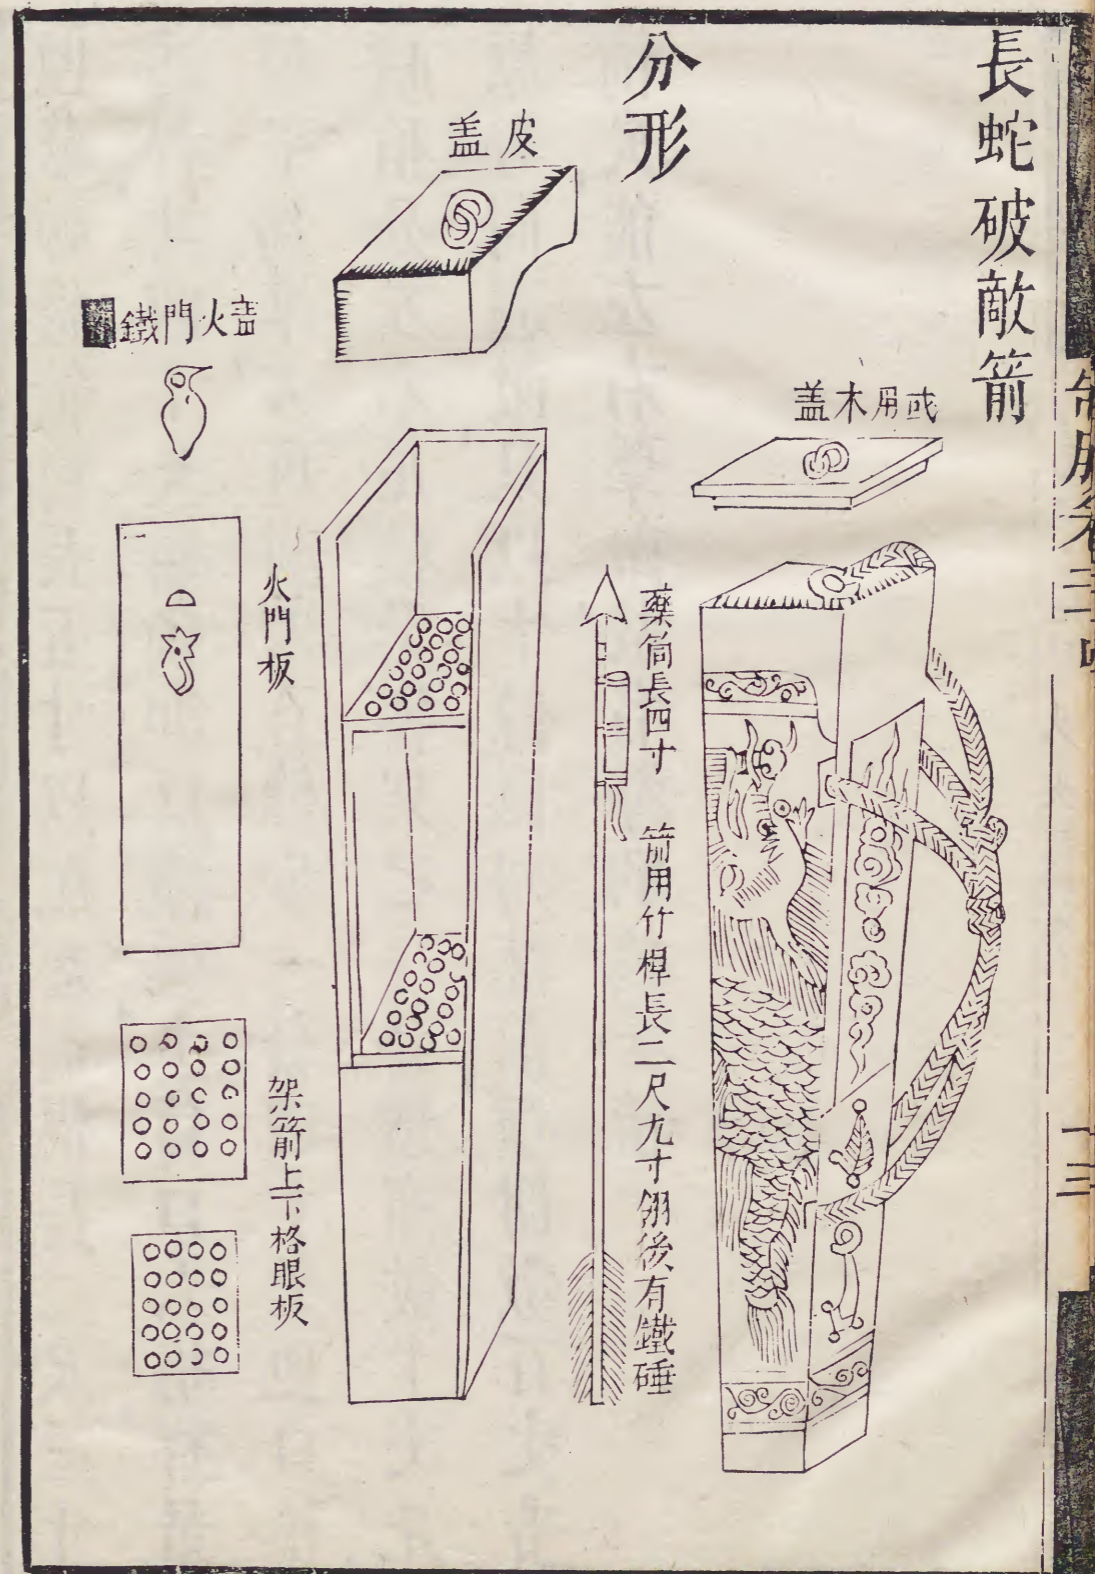 長蛇破敵箭
或用木盖
分形
藥筒長四寸
箭用竹桿長二尺九寸翎後有鐵硾
皮盖
盖火門鐵
火門板
架箭上下格眼板